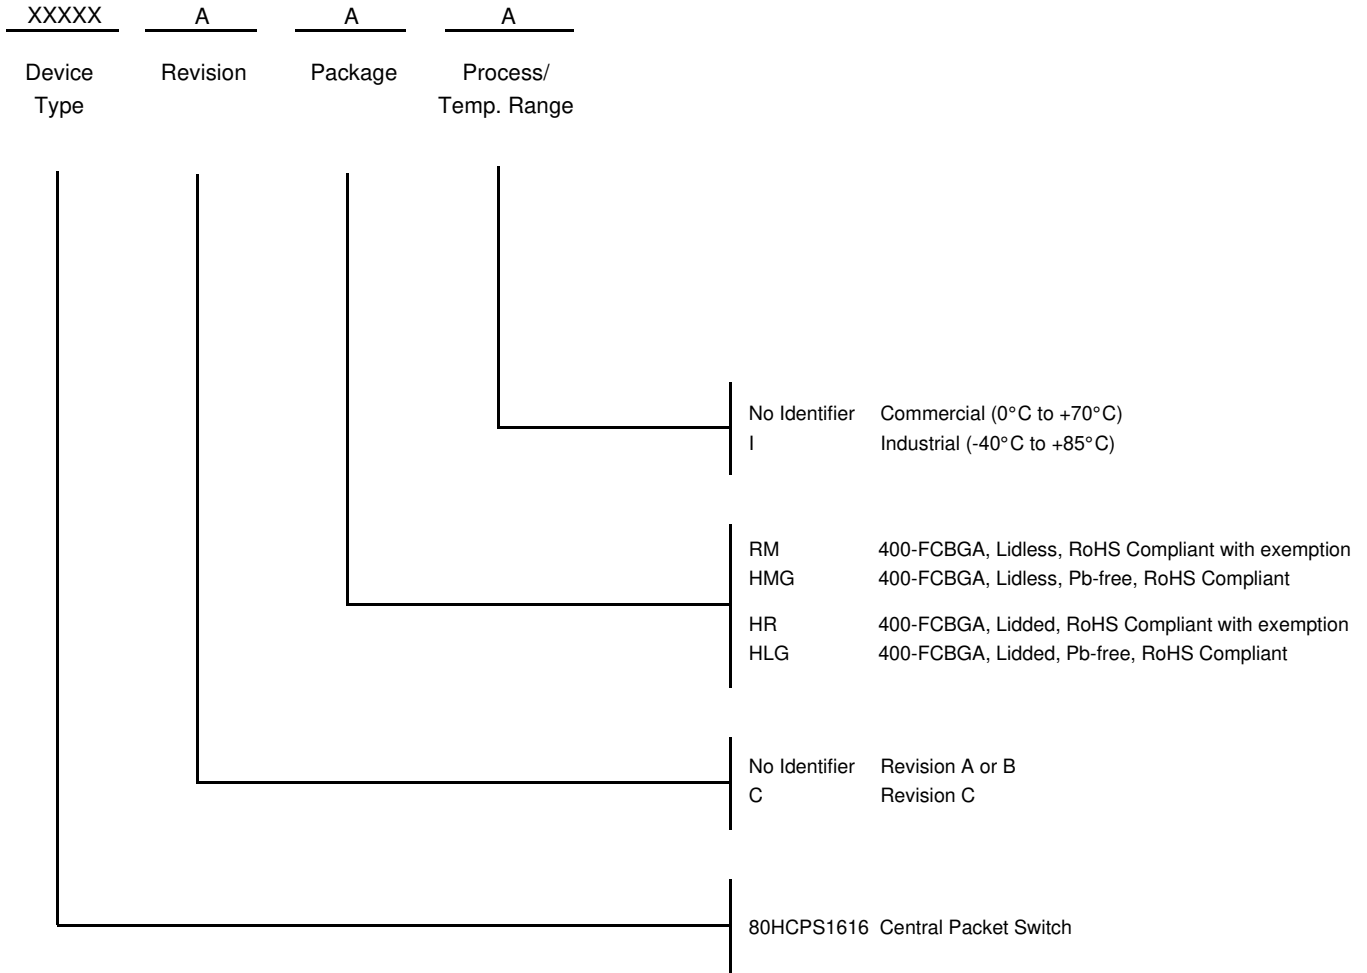 XXXXX A A A
Device Type
Revision
Package
Process/
Temp. Range
No Identifier Commercial (0°C to +70°C)
I Industrial (-40°C to +85°C)
RM 400-FCBGA, Lidless, RoHS Compliant with exemption
HMG 400-FCBGA, Lidless, Pb-free, RoHS Compliant
HR 400-FCBGA, Lidded, RoHS Compliant with exemption
HLG 400-FCBGA, Lidded, Pb-free, RoHS Compliant
No Identifier Revision A or B
C Revision C
80HCPS1616 Central Packet Switch